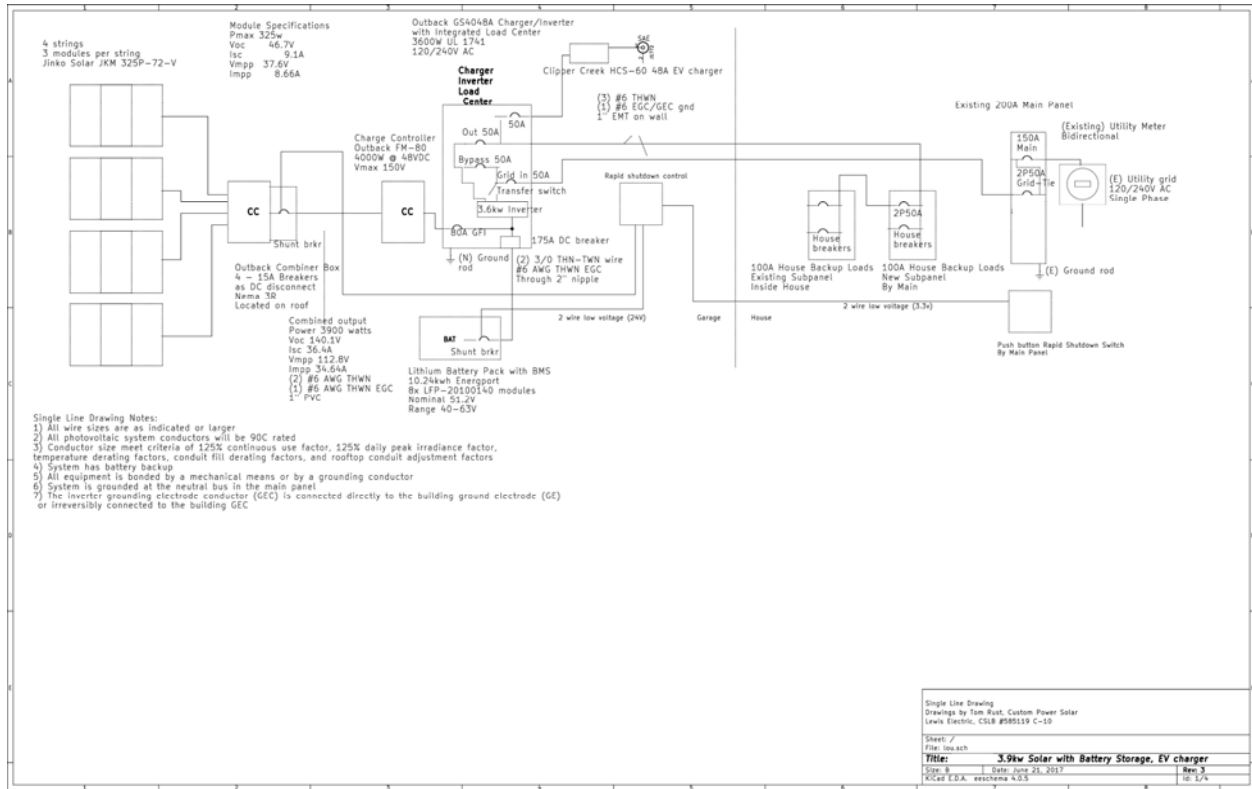 4 strings
3 modules per string
Jinko Solar JKM 325P-72-V
Module Specifications
Pmax 325w
Voc 46.7V
Isc 9.1A
Vmpp 37.6V
Impp 8.66A
Outback GS4048A Charger/Inverter
with Integrated Load Center
3600W UL 1741
120/240V AC
Charger
Inverter
Load
Center
SAE
J1772
Clipper Creek HCS-60 48A EV charger
50A
Out 50A
Bypass 50A
Grid in 50A
Transfer switch
3.6kw Inverter
80A GFI
175A DC breaker
(N) Ground
rod
(2) 3/0 THN-TWN wire
#6 AWG THWN EGC
Through 2" nipple
(3) #6 THWN
(1) #6 EGC/GEC gnd
1" EMT on wall
Charge Controller
Outback FM-80
4000W @ 48VDC
Vmax 150V
CC
CC
Shunt brkr
Outback Combiner Box
4 - 15A Breakers
as DC disconnect
Nema 3R
Located on roof
Combined output
Power 3900 watts
Voc 140.1V
Isc 36.4A
Vmpp 112.8V
Impp 34.64A
(2) #6 AWG THWN
(1) #6 AWG THWN EGC
1" PVC
BAT
Shunt brkr
Lithium Battery Pack with BMS
10.24kwh Energport
8x LFP-20100140 modules
Nominal 51.2V
Range 40-63V
Rapid shutdown control
2 wire low voltage (24V)
Garage
House
2 wire low voltage (3.3v)
House
breakers
2P50A
House
breakers
100A House Backup Loads
Existing Subpanel
Inside House
100A House Backup Loads
New Subpanel
By Main
Existing 200A Main Panel
150A
Main
2P50A
Grid-Tie
(Existing) Utility Meter
Bidirectional
(E) Utility grid
120/240V AC
Single Phase
(E) Ground rod
Push button Rapid Shutdown Switch
By Main Panel
Single Line Drawing Notes:
1) All wire sizes are as indicated or larger
2) All photovoltaic system conductors will be 90C rated
3) Conductor size meet criteria of 125% continuous use factor, 125% daily peak irradiance factor,
temperature derating factors, conduit fill derating factors, and rooftop conduit adjustment factors
4) System has battery backup
5) All equipment is bonded by a mechanical means or by a grounding conductor
6) System is grounded at the neutral bus in the main panel
7) The inverter grounding electrode conductor (GEC) is connected directly to the building ground electrode (GE)
or irreversibly connected to the building GEC
Single Line Drawing
Drawings by Tom Rust, Custom Power Solar
Lewis Electric, CSLB #585119 C-10
Sheet: /
File: lou.sch
Title: 3.9kw Solar with Battery Storage, EV charger
Size: B Date: June 21, 2017 Rev: 3
KiCad E.D.A. eeschema 4.0.5 Id: 1/4